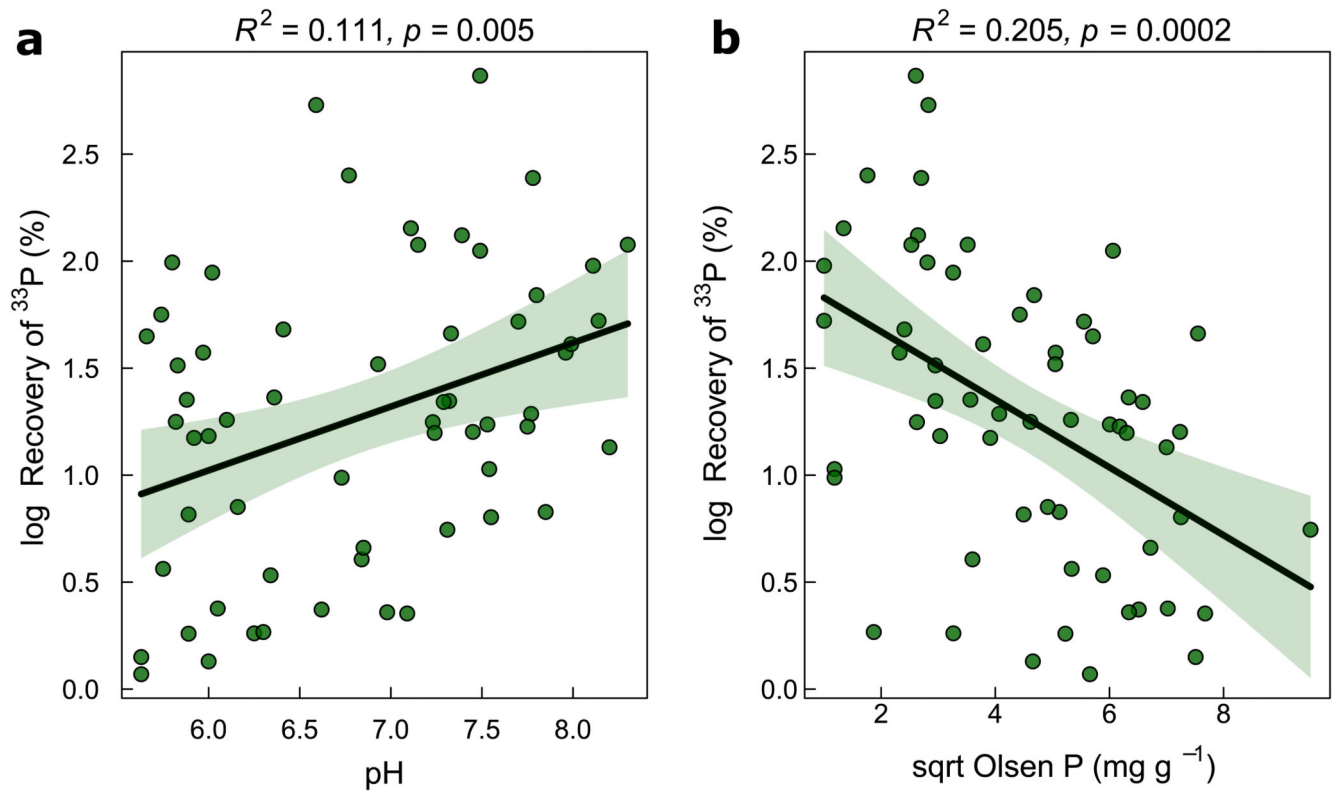 a
R² = 0.111, p = 0.005
log Recovery of ³³P (%)
2.5
2.0
1.5
1.0
0.5
0.0
6.0 6.5 7.0 7.5 8.0
pH
b
R² = 0.205, p = 0.0002
log Recovery of ³³P (%)
2.5
2.0
1.5
1.0
0.5
0.0
2 4 6 8
sqrt Olsen P (mg g ⁻¹)